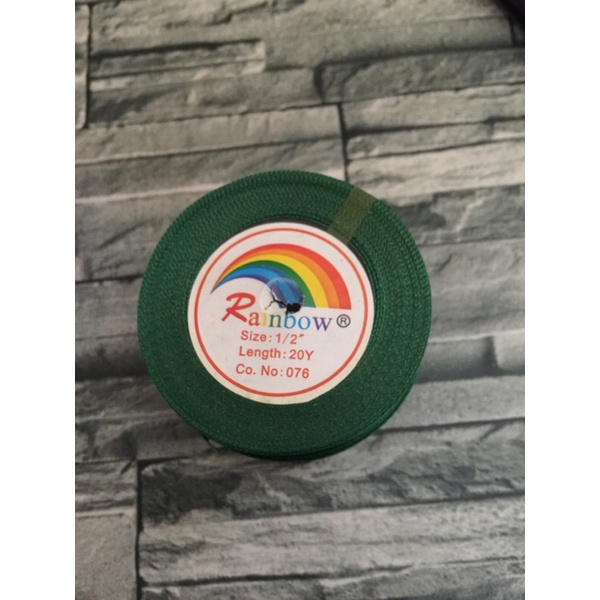 Rainbow ®
Size: 1/2"
Length: 20Y
Co. No: 076